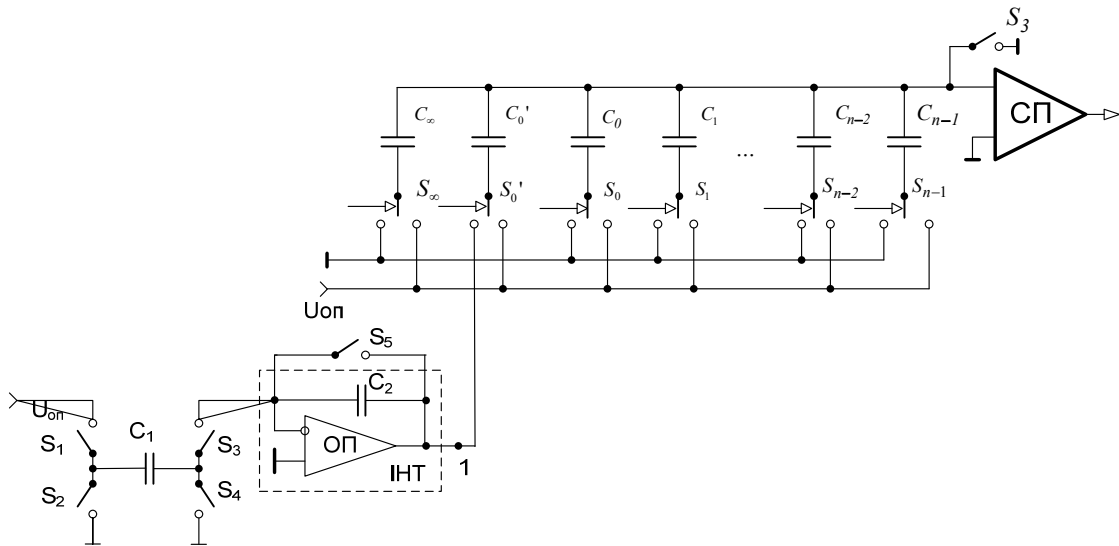 S₃
C∞ C₀' C₀ C₁ Cₙ₋₂ Cₙ₋₁ СП
...
S∞ S₀' S₀ S₁ Sₙ₋₂ Sₙ₋₁
Uоп
S₅
C₂
Uоп
S₁ C₁ S₃ ОП
ІНТ 1
S₂ S₄